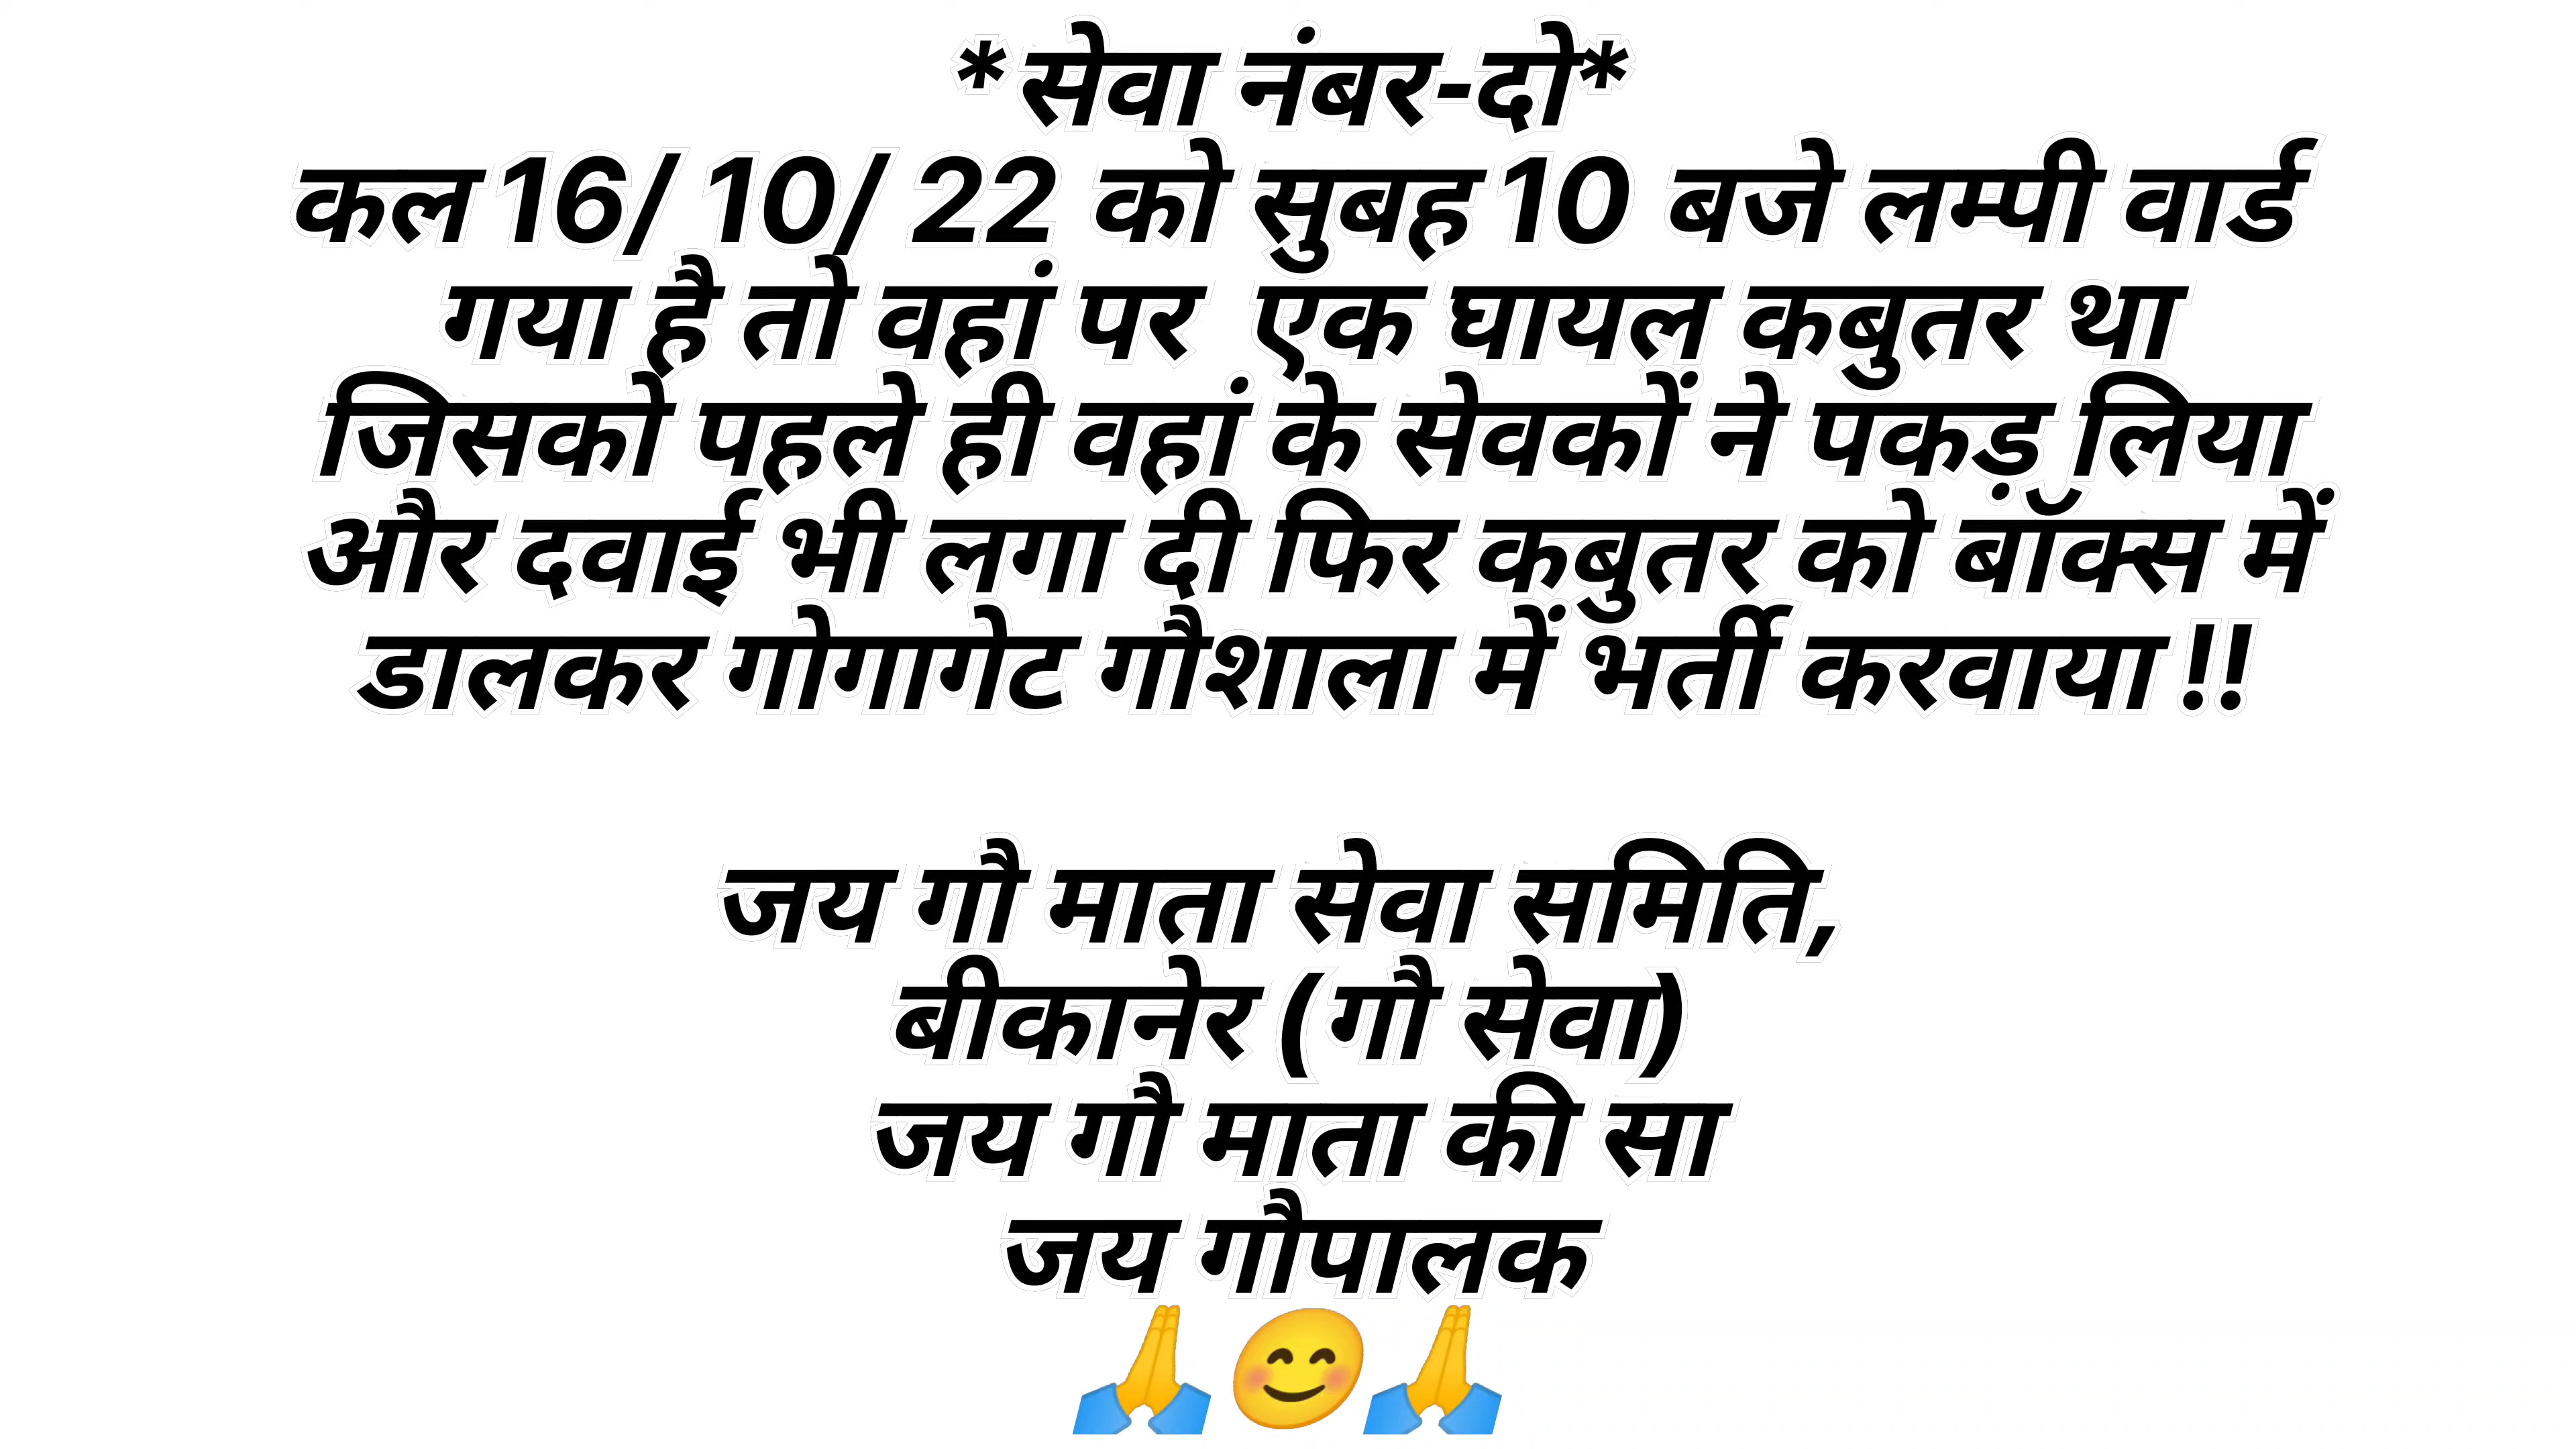 *सेवा नंबर-दो*
कल 16/ 10/ 22 को सुबह 10 बजे लम्पी वार्ड
गया है तो वहां पर  एक घायल कबुतर था
जिसको पहले ही वहां के सेवकों ने पकड़ लिया
और दवाई भी लगा दी फिर कबुतर को बॉक्स में
डालकर गोगागेट गौशाला में भर्ती करवाया !!
जय गौ माता सेवा समिति,
बीकानेर (गौ सेवा)
जय गौ माता की सा
जय गौपालक
🙏😊🙏